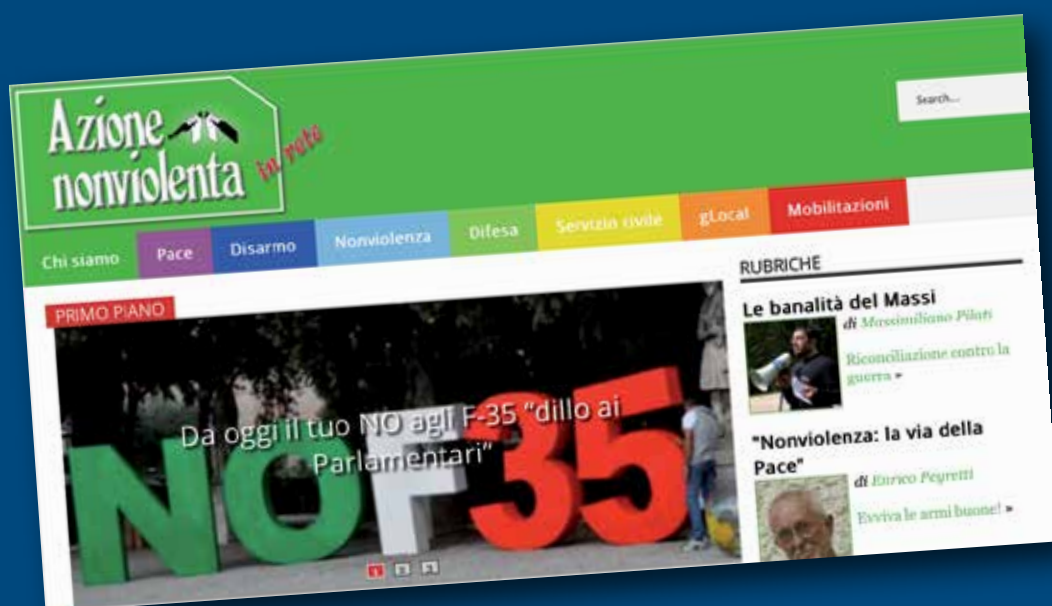 Azione
nonviolenta
in rete
Search...
Chi siamo
Pace
Disarmo
Nonviolenza
Difesa
Servizio civile
gLocal
Mobilitazioni
PRIMO PIANO
NOF35
Da oggi il tuo NO agli F-35 "dillo ai
Parlamentari"
1 2 3
RUBRICHE
Le banalità del Massi
di Massimiliano Pilati
Riconciliazione contro la
guerra »
"Nonviolenza: la via della
Pace"
di Enrico Peyretti
Evviva le armi buone! »